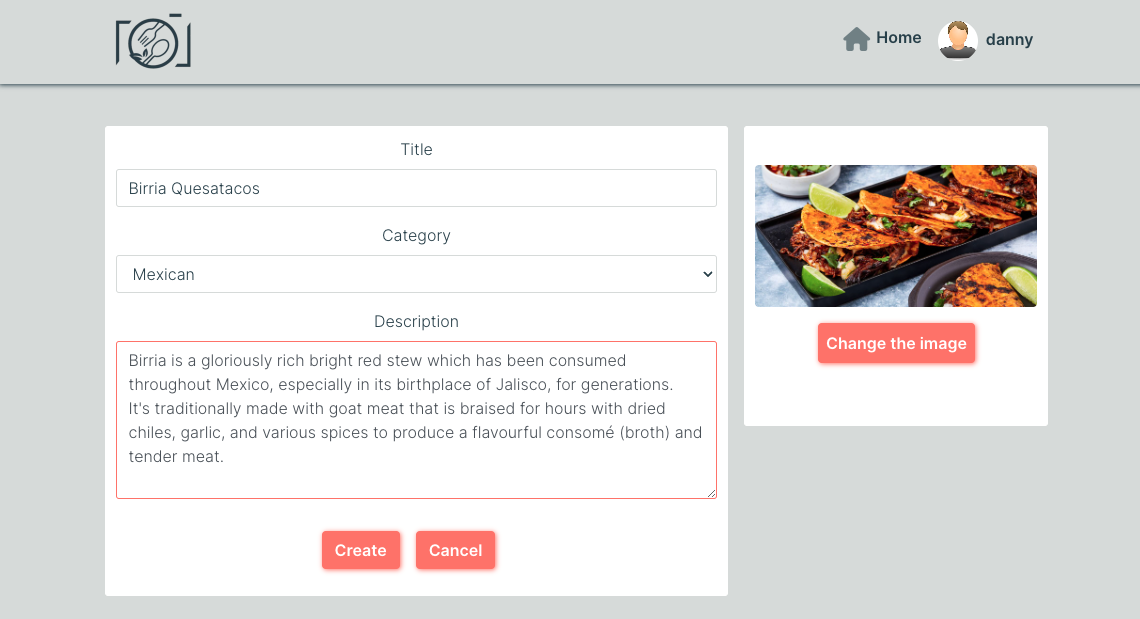 Home
danny
Title
Birria Quesatacos
Category
Mexican
Description
Birria is a gloriously rich bright red stew which has been consumed
throughout Mexico, especially in its birthplace of Jalisco, for generations.
It's traditionally made with goat meat that is braised for hours with dried
chiles, garlic, and various spices to produce a flavourful consomé (broth) and
tender meat.
Create
Cancel
Change the image